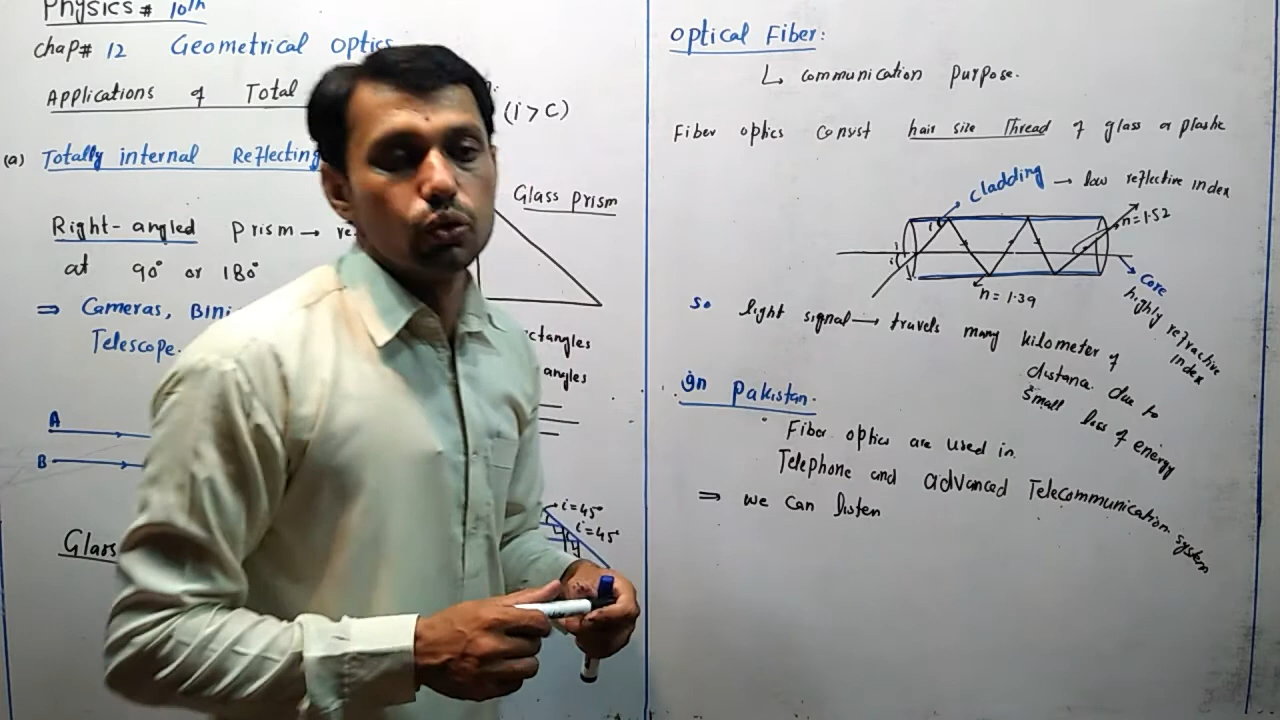 Physics # 10th
chap# 12 Geometrical optics
Applications of Total
(i > C)
(a) Totally internal Reflecting
Glass prism
Right-angled prism → re
at 90° or 180°
⇒ Cameras, Bini
Telescope.
ctangles
angles
A
B
i=45°
i=45°
Glass
Optical Fiber:
↳ communication purpose.
Fiber optics consist hair size Thread of glass or plastic
cladding → low reflective index
n=1.52
n=1.39
core
highly refractive
index
so light signal → travels many kilometer of
distance due to
small loss of energy
In Pakistan.
Fiber optics are used in
Telephone and advanced Telecommunication system
⇒ we can listen